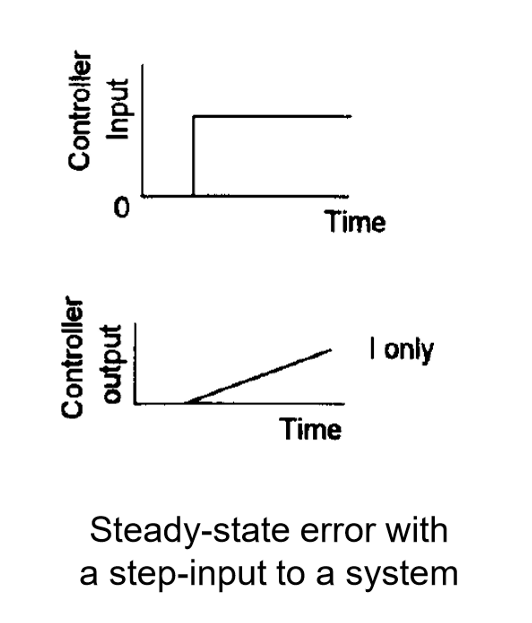 Controller
Input
0
Time
Controller
output
I only
Time
Steady-state error with
a step-input to a system